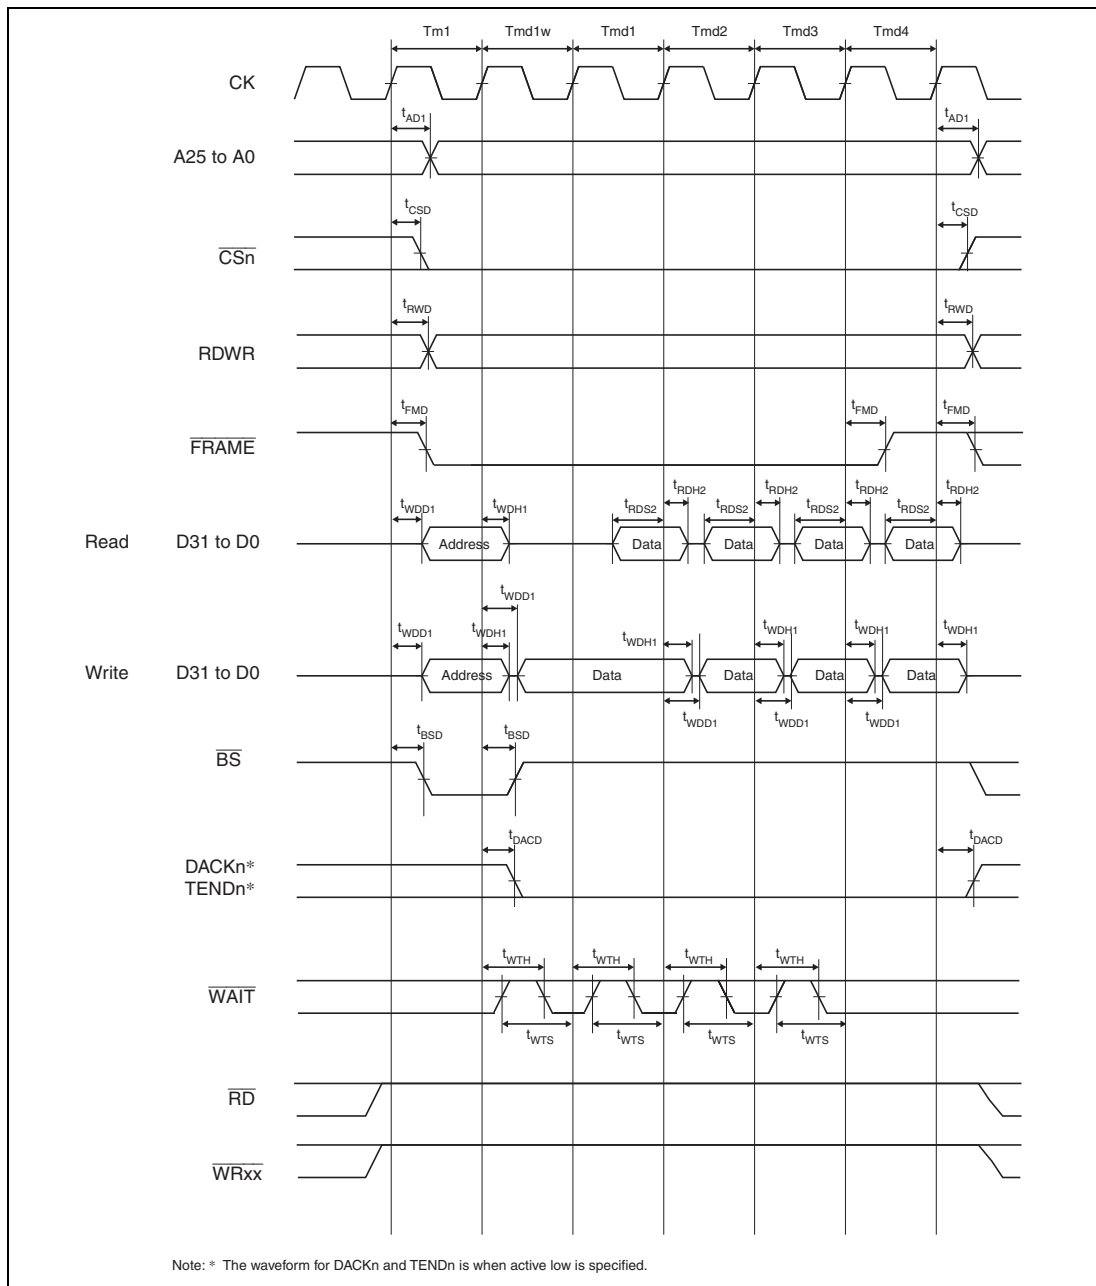 Tm1 Tmd1w Tmd1 Tmd2 Tmd3 Tmd4
CK
tAD1 tAD1
A25 to A0
tCSD tCSD
CSn
tRWD tRWD
RDWR
tFMD tFMD tFMD
FRAME
tRDH2 tRDH2 tRDH2 tRDH2
tWDD1 tWDH1 tRDS2 tRDS2 tRDS2 tRDS2
Read D31 to D0 Address Data Data Data Data
tWDD1
tWDD1 tWDH1 tWDH1 tWDH1 tWDH1 tWDH1
Write D31 to D0 Address Data Data Data Data
tWDD1 tWDD1 tWDD1
tBSD tBSD
BS
tDACD tDACD
DACKn*
TENDn*
tWTH tWTH tWTH tWTH
WAIT
tWTS tWTS tWTS tWTS
RD
WRxx
Note: * The waveform for DACKn and TENDn is when active low is specified.